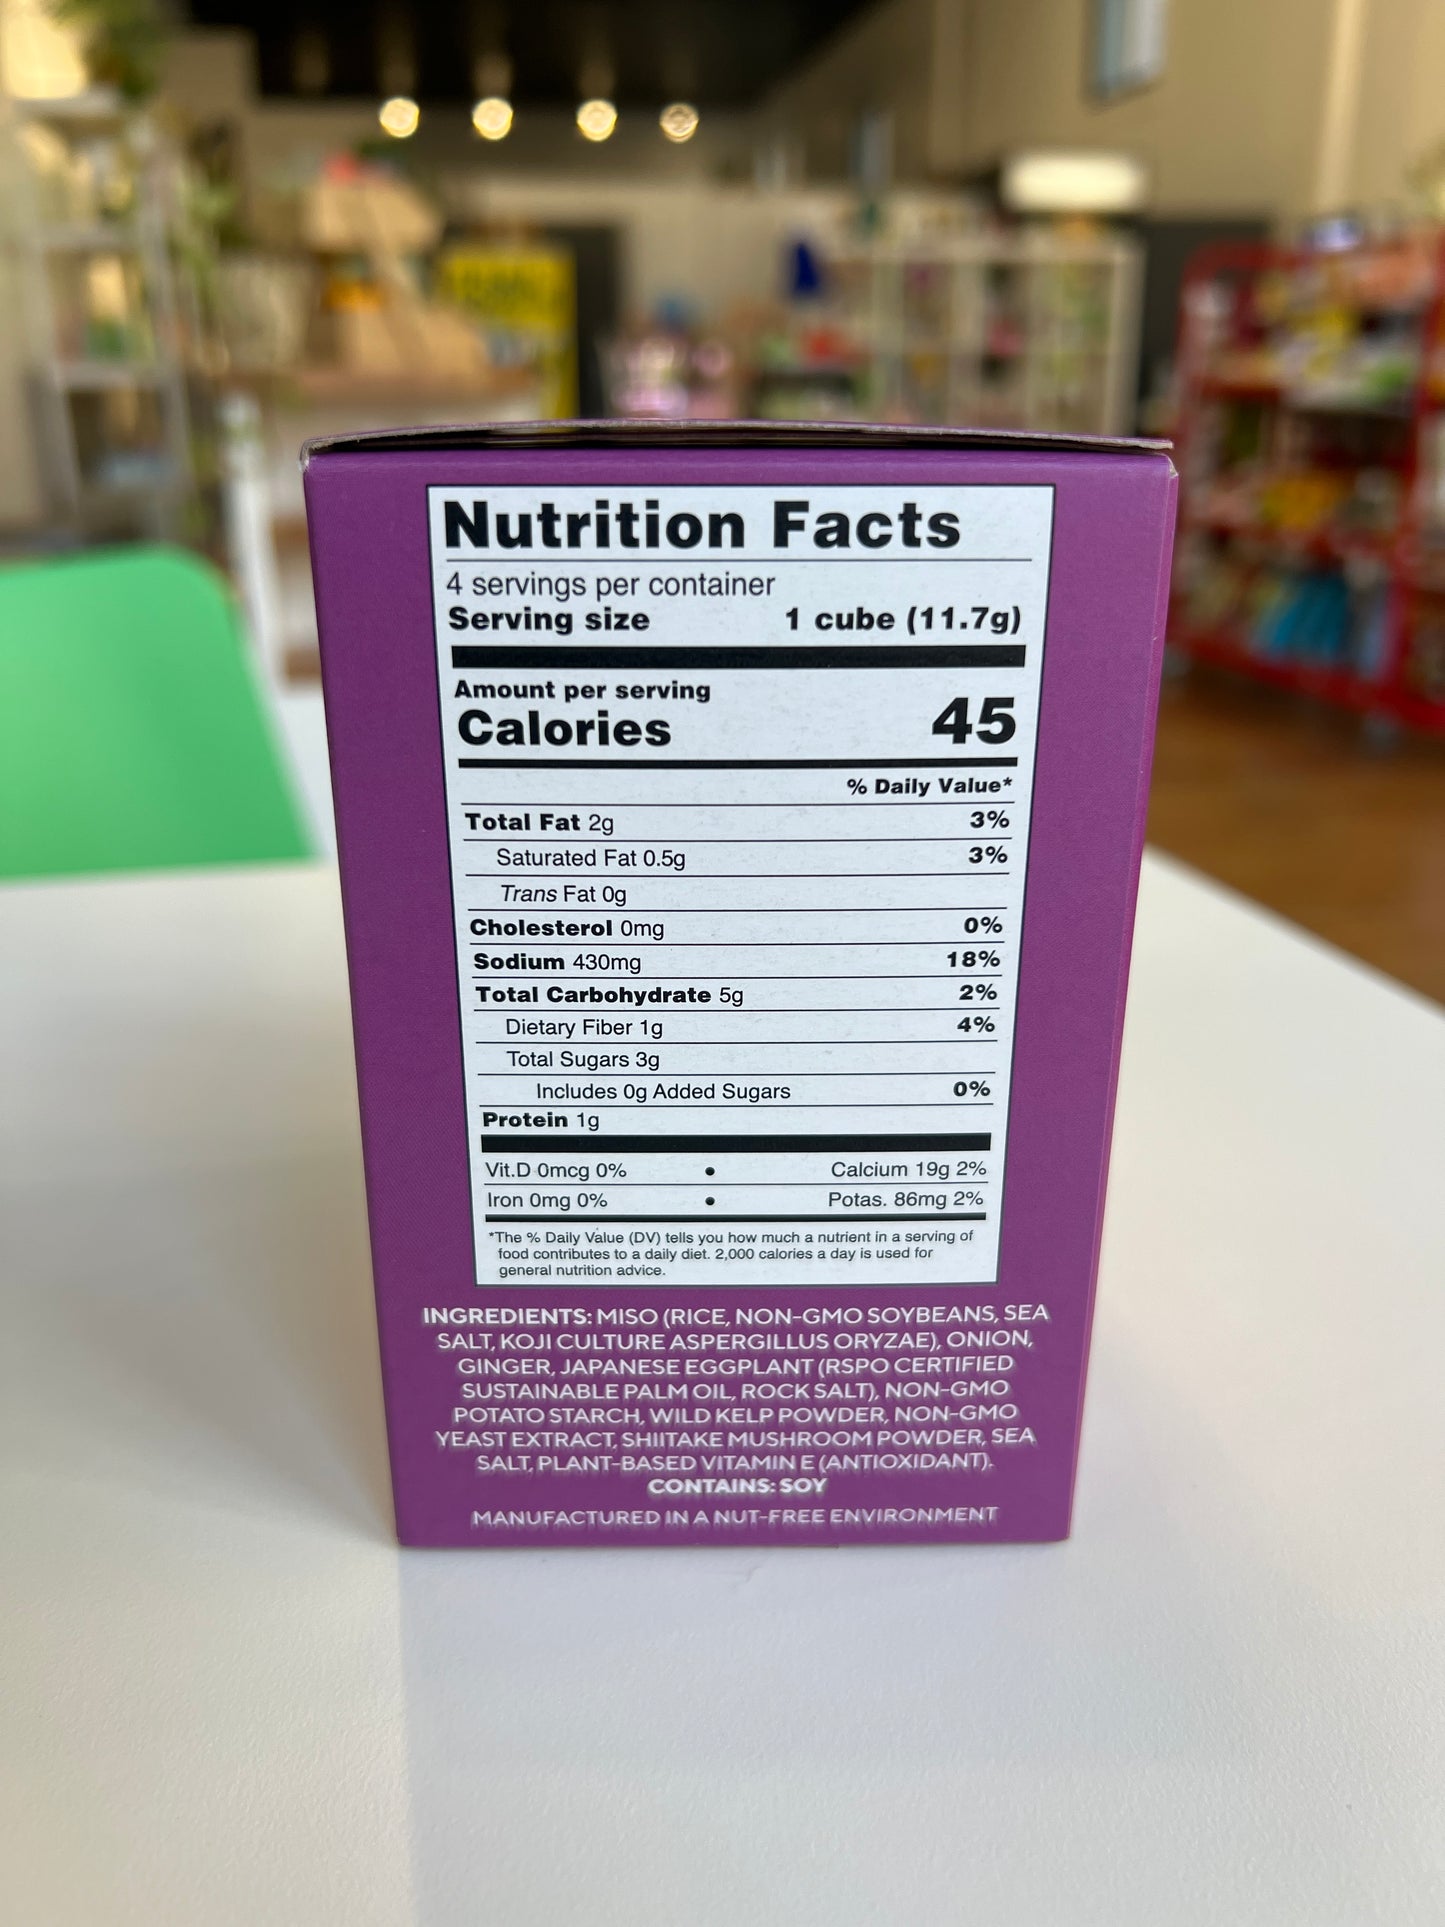 Nutrition Facts
4 servings per container
Serving size 1 cube (11.7g)
Amount per serving
Calories 45
% Daily Value*
Total Fat 2g 3%
Saturated Fat 0.5g 3%
Trans Fat 0g
Cholesterol 0mg 0%
Sodium 430mg 18%
Total Carbohydrate 5g 2%
Dietary Fiber 1g 4%
Total Sugars 3g
Includes 0g Added Sugars 0%
Protein 1g
Vit.D 0mcg 0% • Calcium 19g 2%
Iron 0mg 0% • Potas. 86mg 2%
*The % Daily Value (DV) tells you how much a nutrient in a serving of
food contributes to a daily diet. 2,000 calories a day is used for
general nutrition advice.
INGREDIENTS: MISO (RICE, NON-GMO SOYBEANS, SEA
SALT, KOJI CULTURE ASPERGILLUS ORYZAE), ONION,
GINGER, JAPANESE EGGPLANT (RSPO CERTIFIED
SUSTAINABLE PALM OIL, ROCK SALT), NON-GMO
POTATO STARCH, WILD KELP POWDER, NON-GMO
YEAST EXTRACT, SHIITAKE MUSHROOM POWDER, SEA
SALT, PLANT-BASED VITAMIN E (ANTIOXIDANT).
CONTAINS: SOY
MANUFACTURED IN A NUT-FREE ENVIRONMENT